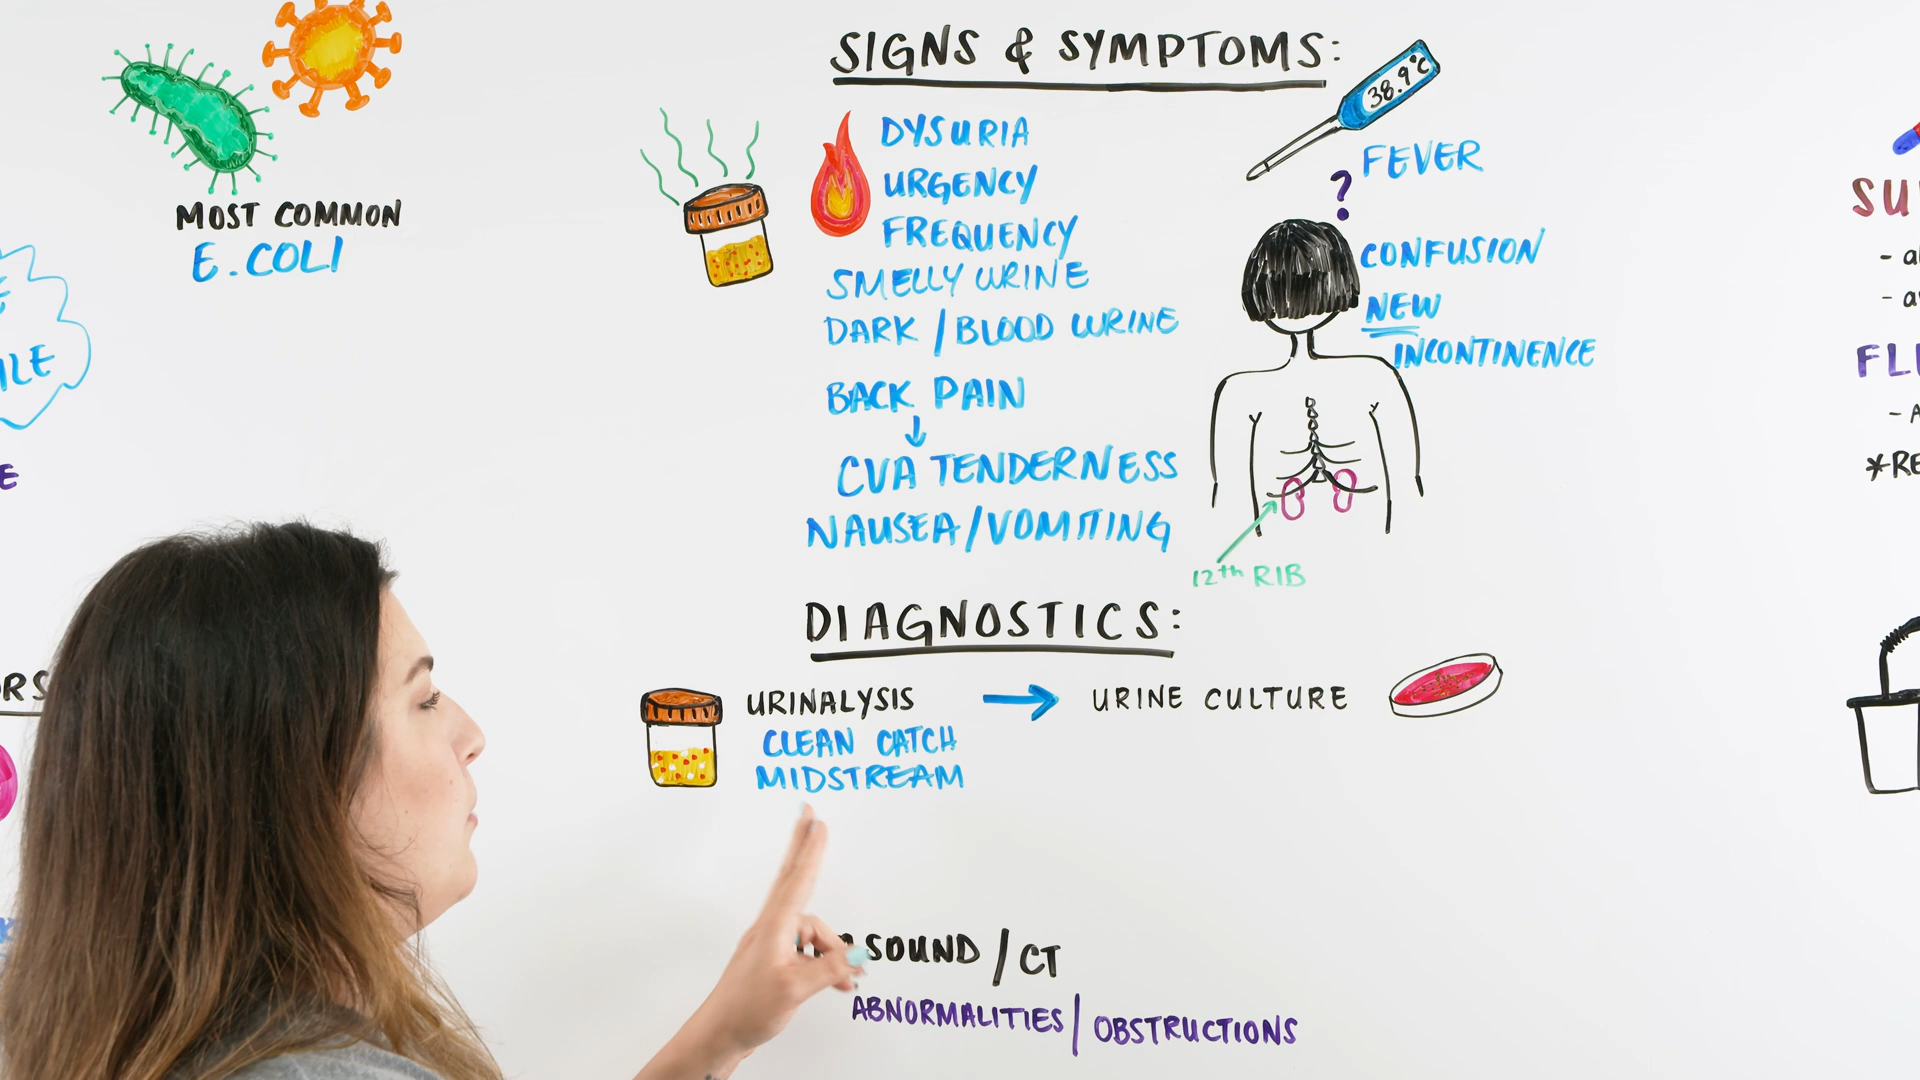 MOST COMMON
E. COLI
SIGNS & SYMPTOMS:
38.9°C
DYSURIA
URGENCY
FREQUENCY
SMELLY URINE
DARK / BLOOD URINE
BACK PAIN
↓
CVA TENDERNESS
NAUSEA/VOMITING
FEVER
?
CONFUSION
NEW
INCONTINENCE
12th RIB
DIAGNOSTICS:
URINALYSIS → URINE CULTURE
CLEAN CATCH
MIDSTREAM
SOUND / CT
ABNORMALITIES / OBSTRUCTIONS